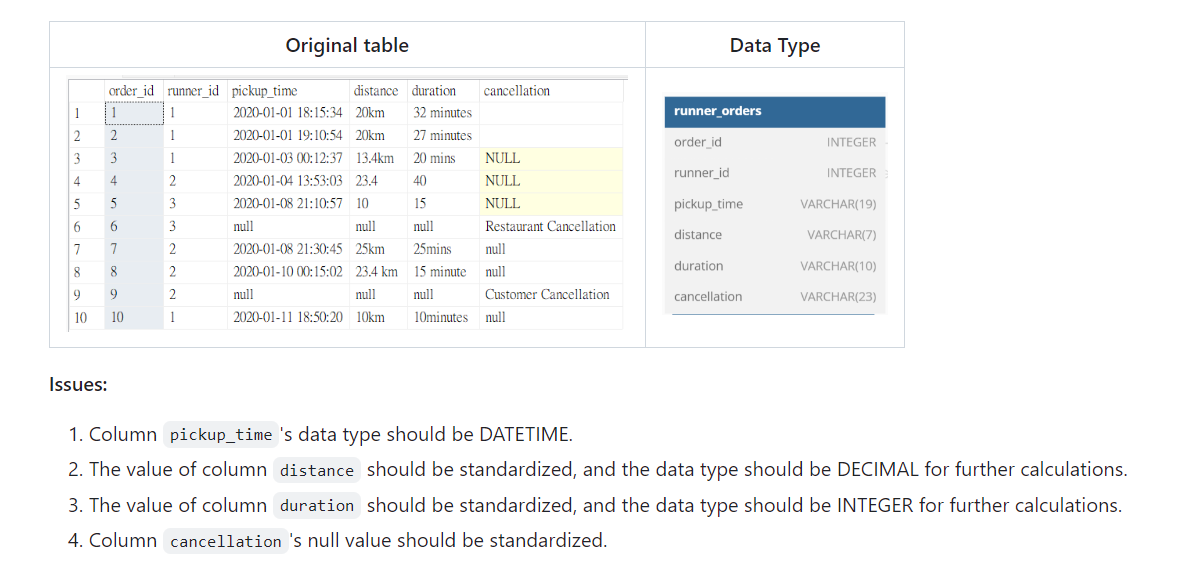 Original table Data Type
order_id runner_id pickup_time distance duration cancellation
1 1 1 2020-01-01 18:15:34 20km 32 minutes
2 2 1 2020-01-01 19:10:54 20km 27 minutes
3 3 1 2020-01-03 00:12:37 13.4km 20 mins NULL
4 4 2 2020-01-04 13:53:03 23.4 40 NULL
5 5 3 2020-01-08 21:10:57 10 15 NULL
6 6 3 null null null Restaurant Cancellation
7 7 2 2020-01-08 21:30:45 25km 25mins null
8 8 2 2020-01-10 00:15:02 23.4 km 15 minute null
9 9 2 null null null Customer Cancellation
10 10 1 2020-01-11 18:50:20 10km 10minutes null
runner_orders
order_id INTEGER
runner_id INTEGER
pickup_time VARCHAR(19)
distance VARCHAR(7)
duration VARCHAR(10)
cancellation VARCHAR(23)
Issues:
1. Column pickup_time 's data type should be DATETIME.
2. The value of column distance should be standardized, and the data type should be DECIMAL for further calculations.
3. The value of column duration should be standardized, and the data type should be INTEGER for further calculations.
4. Column cancellation 's null value should be standardized.